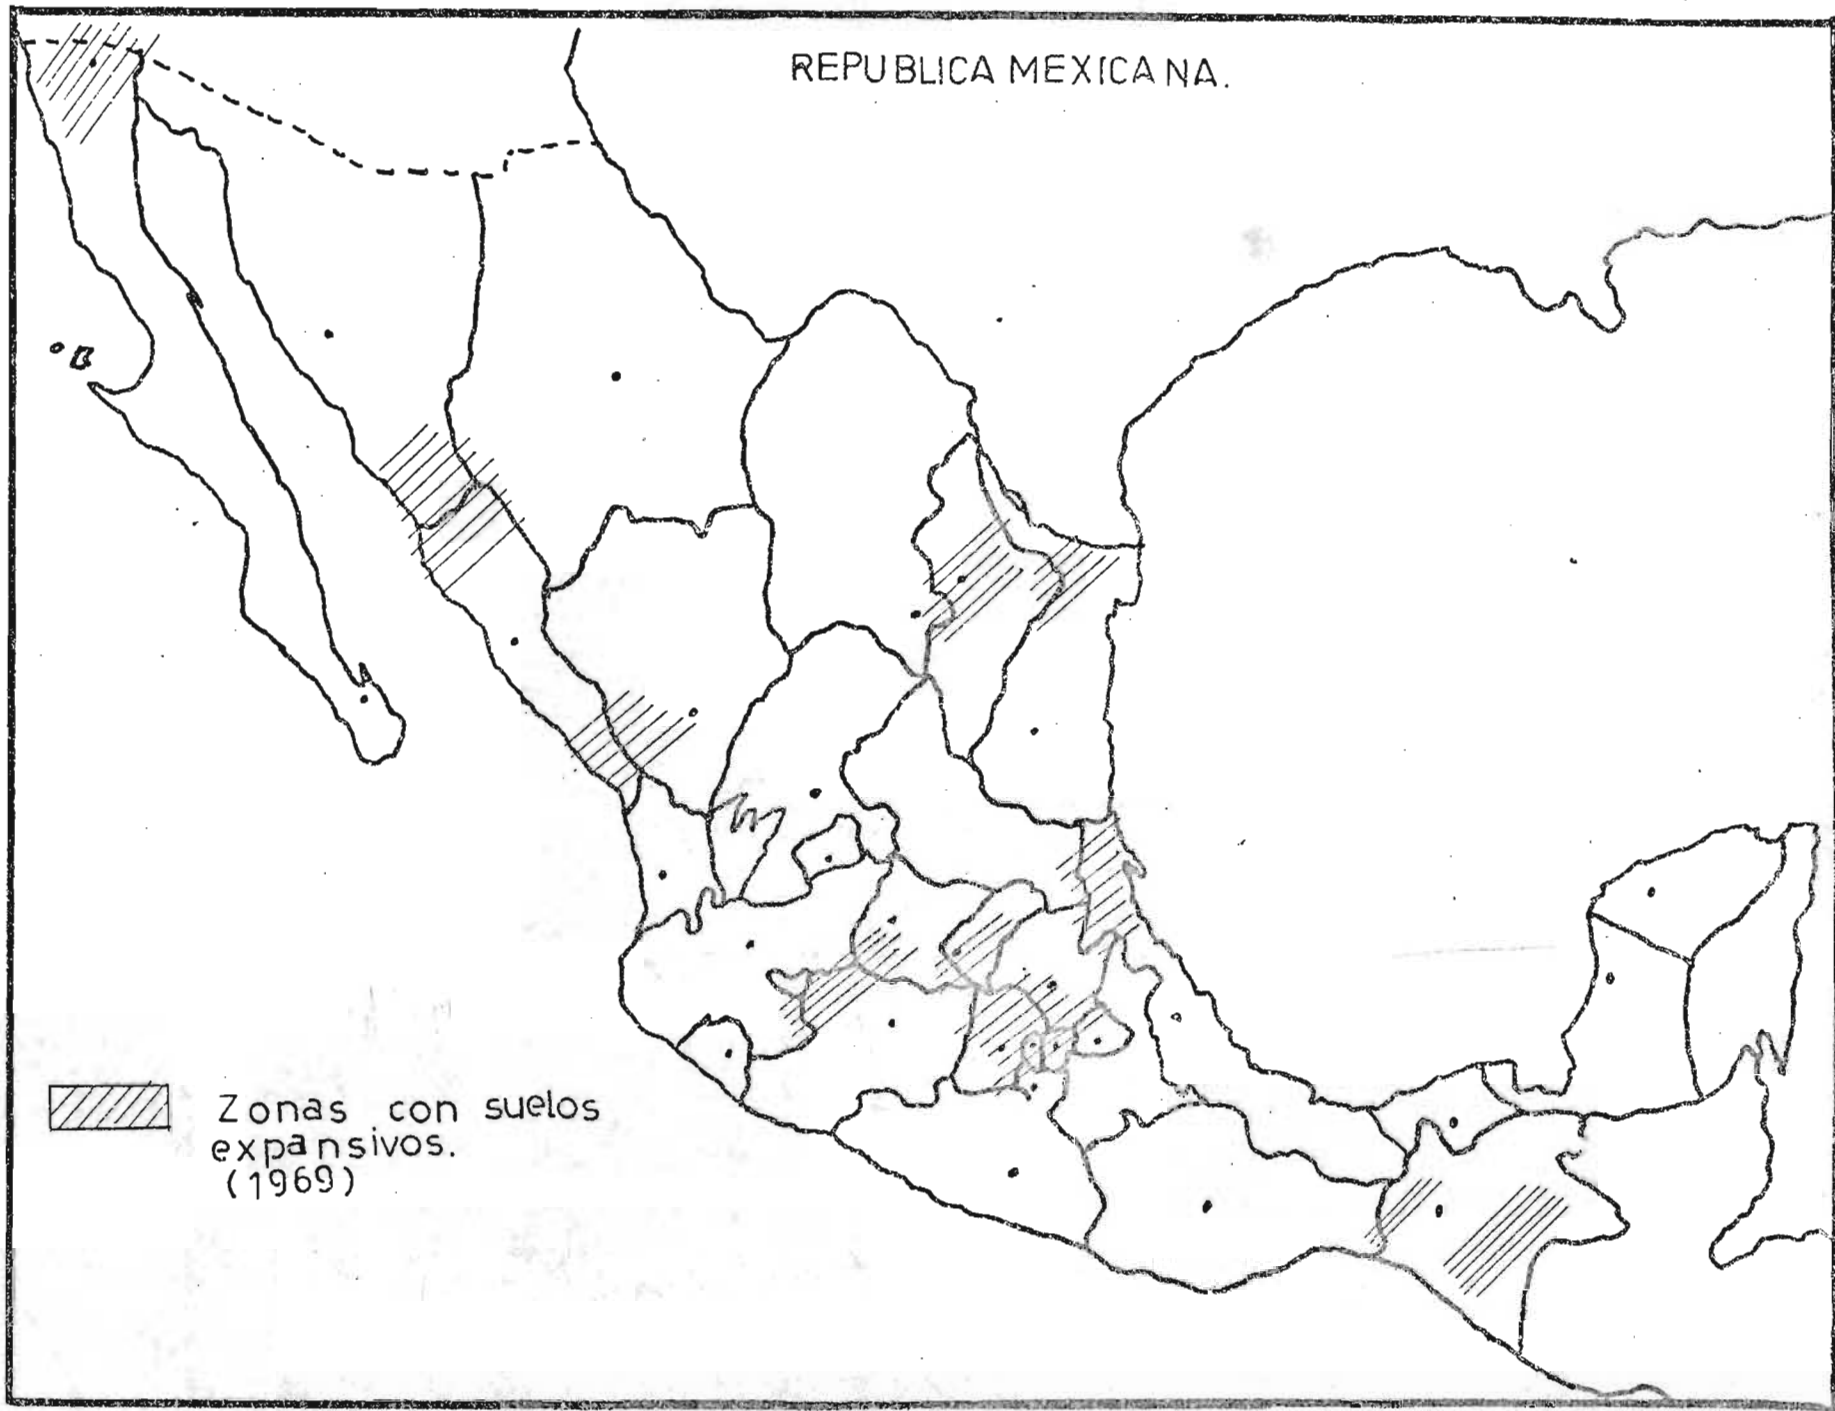 REPUBLICA MEXICANA.
B
Zonas con suelos
expansivos.
(1969)